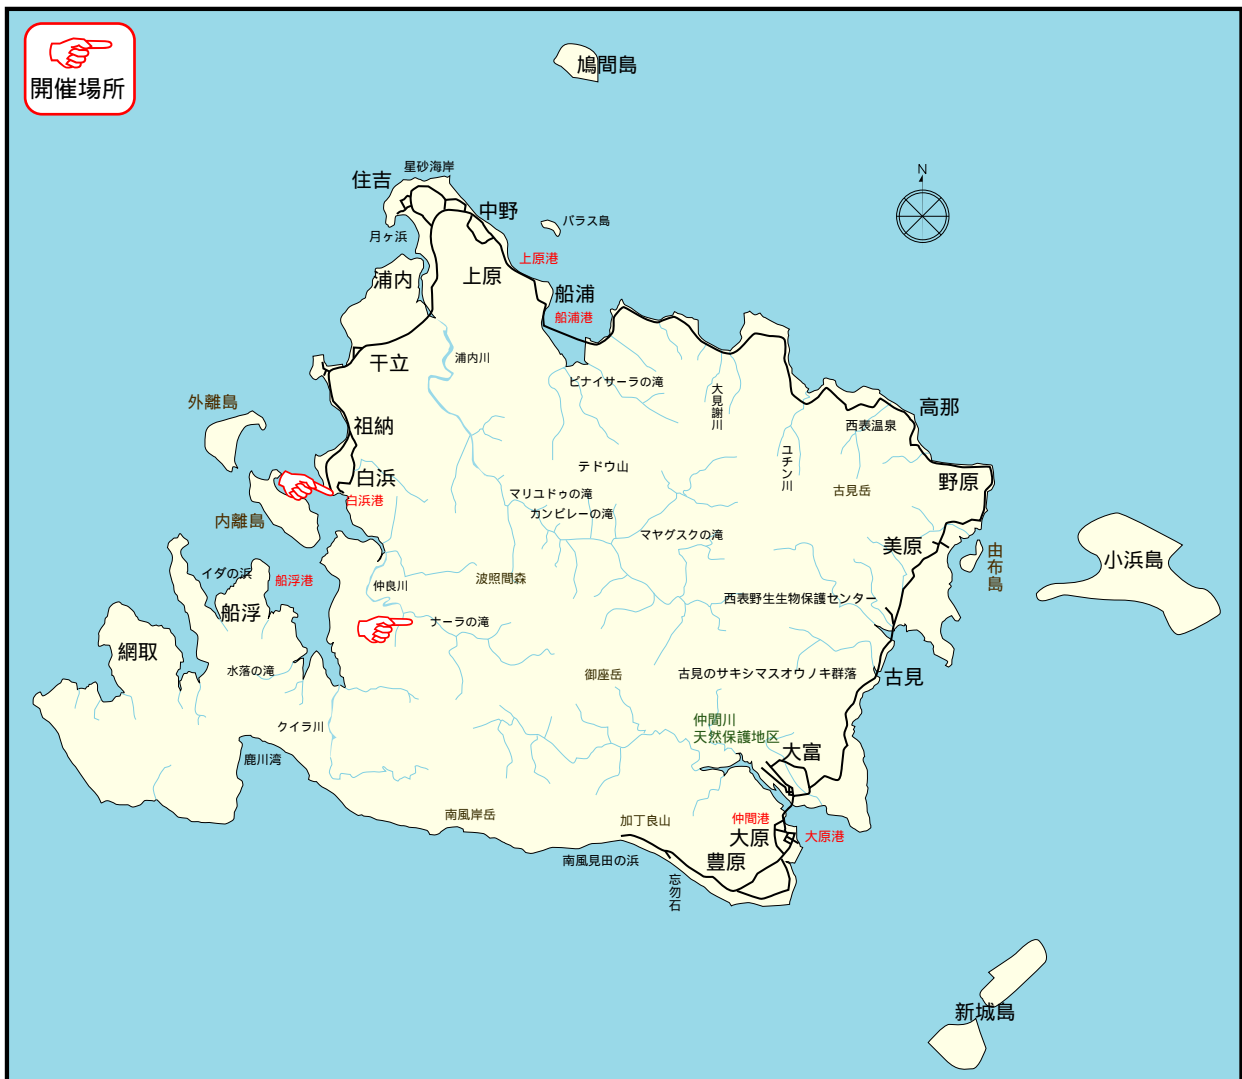 開催場所
鳩間島
星砂海岸
住吉
N
中野
バラス島
月ヶ浜
上原港
浦内
上原
船浦
船浦港
浦内川
干立
ピナイサーラの滝
大見謝川
外離島
高那
祖納
西表温泉
ユチン川
テドウ山
白浜
野原
古見岳
マリユドゥの滝
白浜港
カンピレーの滝
内離島
マヤグスクの滝
美原
由布島
小浜島
イダの浜
船浮港
波照間森
仲良川
西表野生生物保護センター
船浮
ナーラの滝
網取
水落の滝
御座岳
古見のサキシマスオウノキ群落
古見
仲間川
天然保護地区
クイラ川
大富
鹿川湾
南風岸岳
加丁良山
仲間港
大原
大原港
南風見田の浜
豊原
忘勿石
新城島